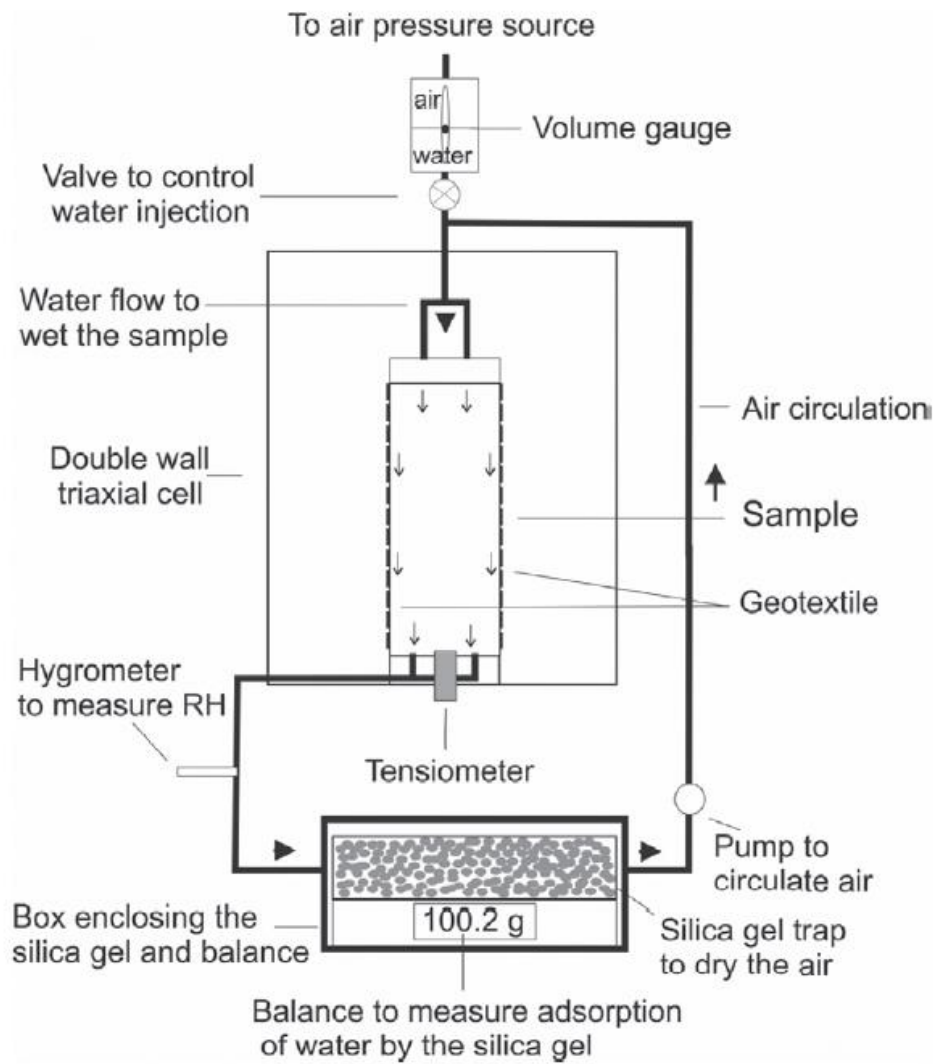 To air pressure source
air
water
Volume gauge
Valve to control
water injection
Water flow to
wet the sample
Double wall
triaxial cell
Air circulation
Sample
Geotextile
Hygrometer
to measure RH
Tensiometer
Pump to
circulate air
Box enclosing the
silica gel and balance
100.2 g
Silica gel trap
to dry the air
Balance to measure adsorption
of water by the silica gel